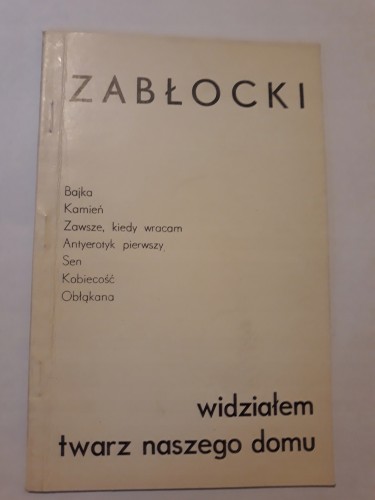 ZABŁOCKI
Bajka
Kamień
Zawsze, kiedy wracam
Antyerotyk pierwszy
Sen
Kobiecość
Obłąkana
widziałem
twarz naszego domu